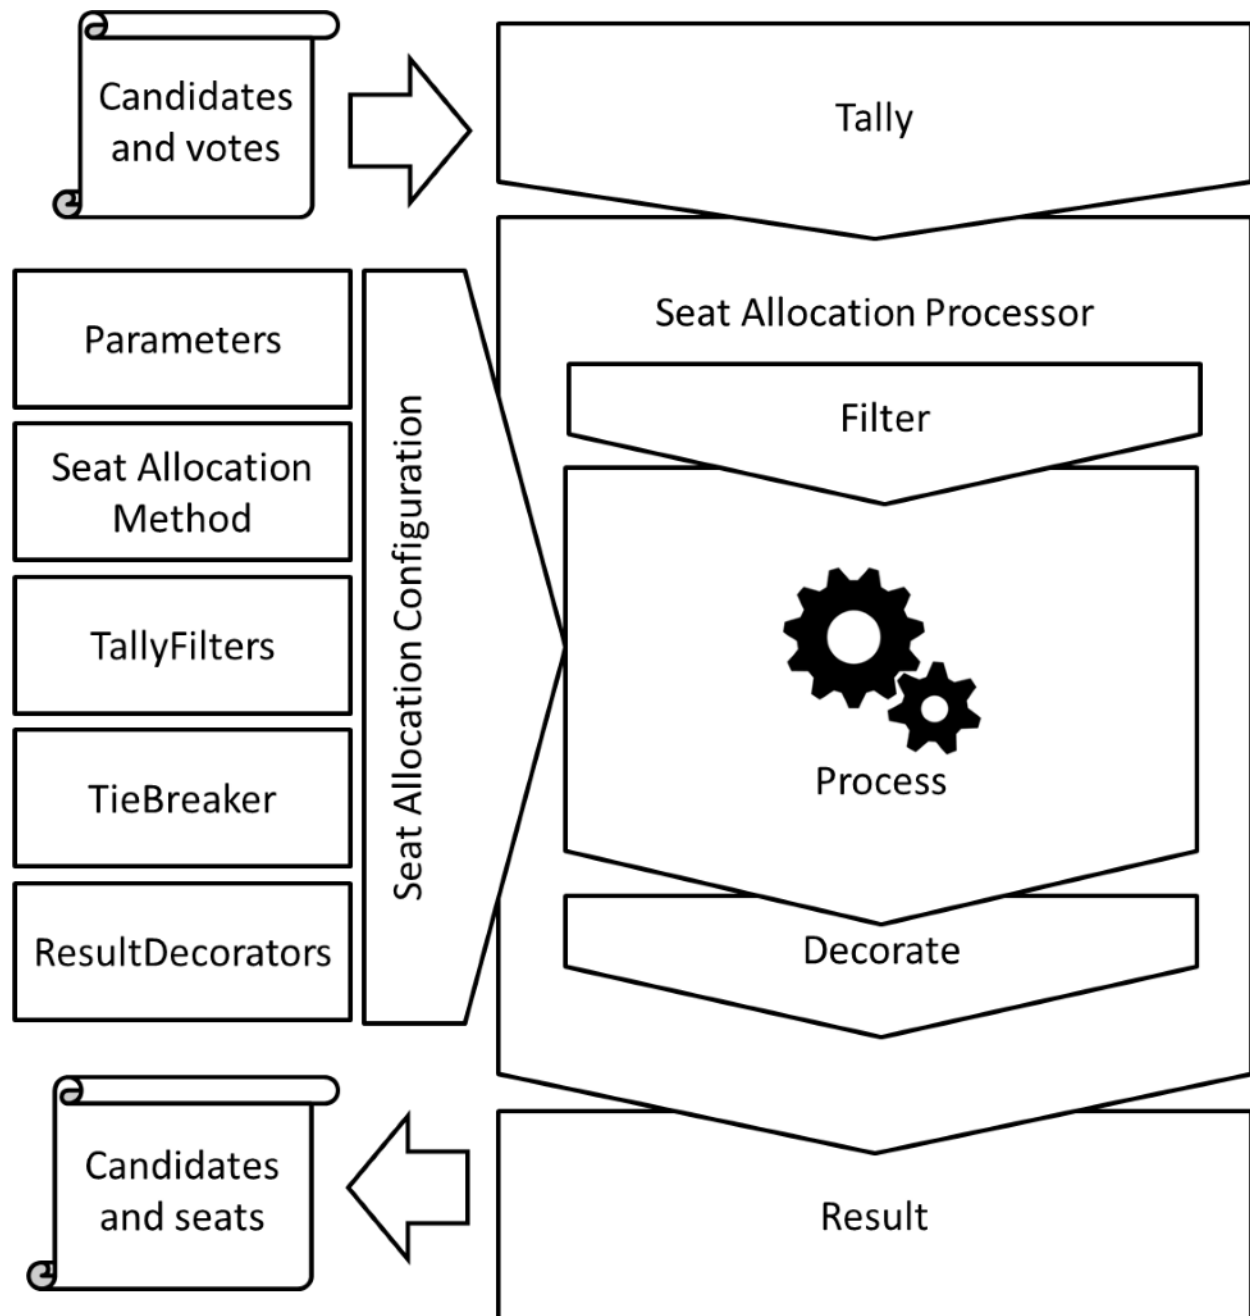 Candidates
and votes
Tally
Parameters
Seat Allocation
Method
TallyFilters
TieBreaker
ResultDecorators
Seat Allocation Configuration
Seat Allocation Processor
Filter
Process
Decorate
Candidates
and seats
Result